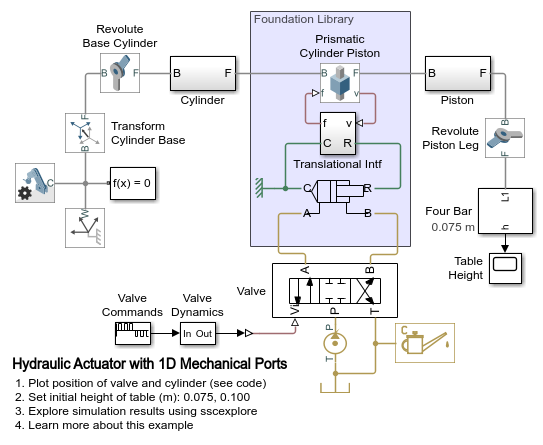 Foundation Library
Revolute
Base Cylinder
Prismatic
Cylinder Piston
B F
B F
Cylinder
B F
f v
B F
Piston
f v
C R
Translational Intf
F
B
Transform
Cylinder Base
B
F
Revolute
Piston Leg
C
f(x) = 0
W
C R
A B
L1
h
Four Bar
0.075 m
Table
Height
A B
Valve
Vi P T
Valve
Commands
Valve
Dynamics
In Out
P
T
C
Hydraulic Actuator with 1D Mechanical Ports
1. Plot position of valve and cylinder (see code)
2. Set initial height of table (m): 0.075, 0.100
3. Explore simulation results using sscexplore
4. Learn more about this example